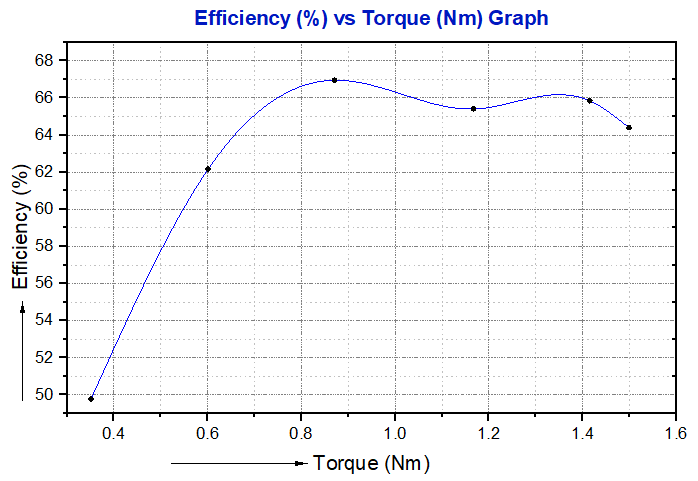 Efficiency (%) vs Torque (Nm) Graph
68
66
64
62
60
58
56
54
52
50
Efficiency (%)
0.4 0.6 0.8 1.0 1.2 1.4 1.6
Torque (Nm)